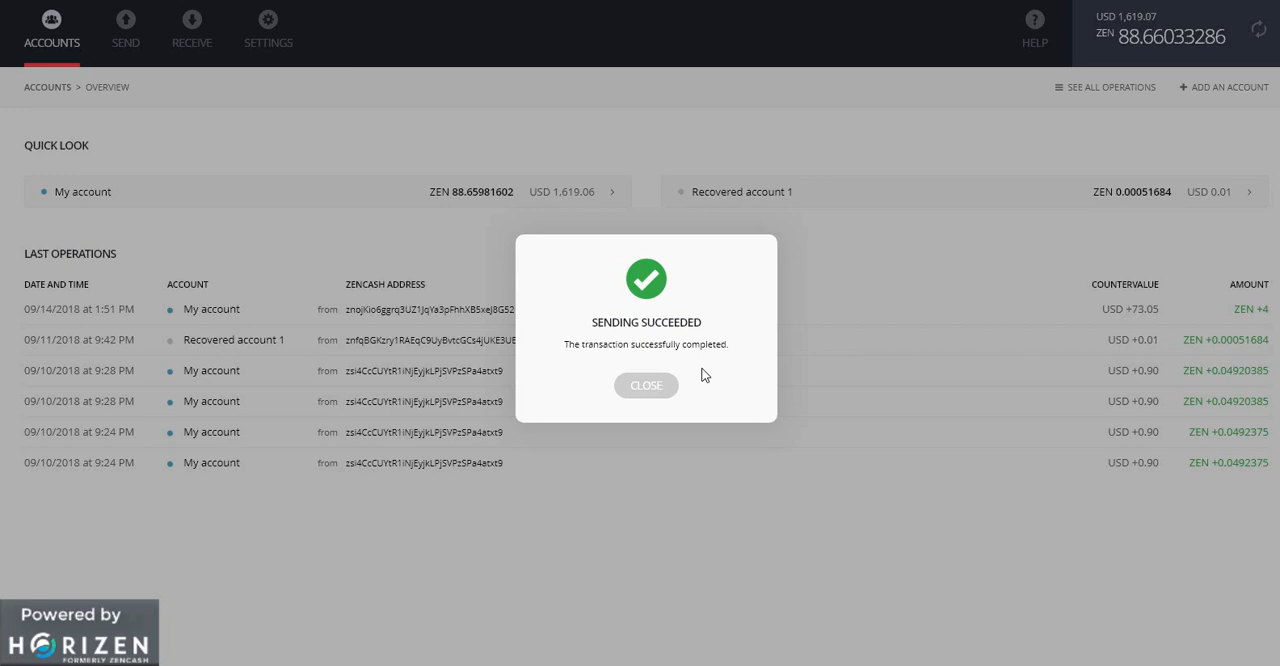 ACCOUNTS SEND RECEIVE SETTINGS ? HELP USD 1,619.07
ZEN 88.66033286
ACCOUNTS > OVERVIEW SEE ALL OPERATIONS + ADD AN ACCOUNT
QUICK LOOK
My account ZEN 88.65981602 USD 1,619.06 >
Recovered account 1 ZEN 0.00051684 USD 0.01 >
LAST OPERATIONS
DATE AND TIME ACCOUNT ZENCASH ADDRESS COUNTERVALUE AMOUNT
09/14/2018 at 1:51 PM My account from znojKio6ggrq3UZ1JqYa3pFhhXB5xeJ8G52 USD +73.05 ZEN +4
09/11/2018 at 9:42 PM Recovered account 1 from znfqBGKzry1RAEqC9UyBvtcGCs4jUKE3UE USD +0.01 ZEN +0.00051684
09/10/2018 at 9:28 PM My account from zsi4CcCUYtR1iNjEyjkLPjSVPzSPa4atxt9 USD +0.90 ZEN +0.04920385
09/10/2018 at 9:28 PM My account from zsi4CcCUYtR1iNjEyjkLPjSVPzSPa4atxt9 USD +0.90 ZEN +0.04920385
09/10/2018 at 9:24 PM My account from zsi4CcCUYtR1iNjEyjkLPjSVPzSPa4atxt9 USD +0.90 ZEN +0.0492375
09/10/2018 at 9:24 PM My account from zsi4CcCUYtR1iNjEyjkLPjSVPzSPa4atxt9 USD +0.90 ZEN +0.0492375
SENDING SUCCEEDED
The transaction successfully completed.
CLOSE
Powered by
HORIZEN
FORMERLY ZENCASH